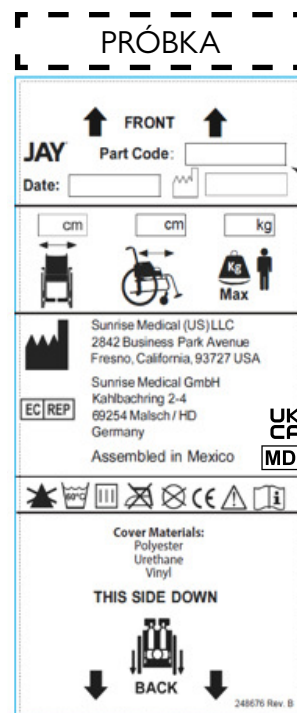 PRÓBKA
FRONT
JAY Part Code:
Date:
cm cm kg
Kg
Max
Sunrise Medical (US)LLC
2842 Business Park Avenue
Fresno, California, 93727 USA
Sunrise Medical GmbH
Kahlbachring 2-4
EC REP 69254 Malsch / HD
Germany
UK
CA
Assembled in Mexico
MD
60°C CE i
Cover Materials:
Polyester
Urethane
Vinyl
THIS SIDE DOWN
BACK
248676 Rev. B